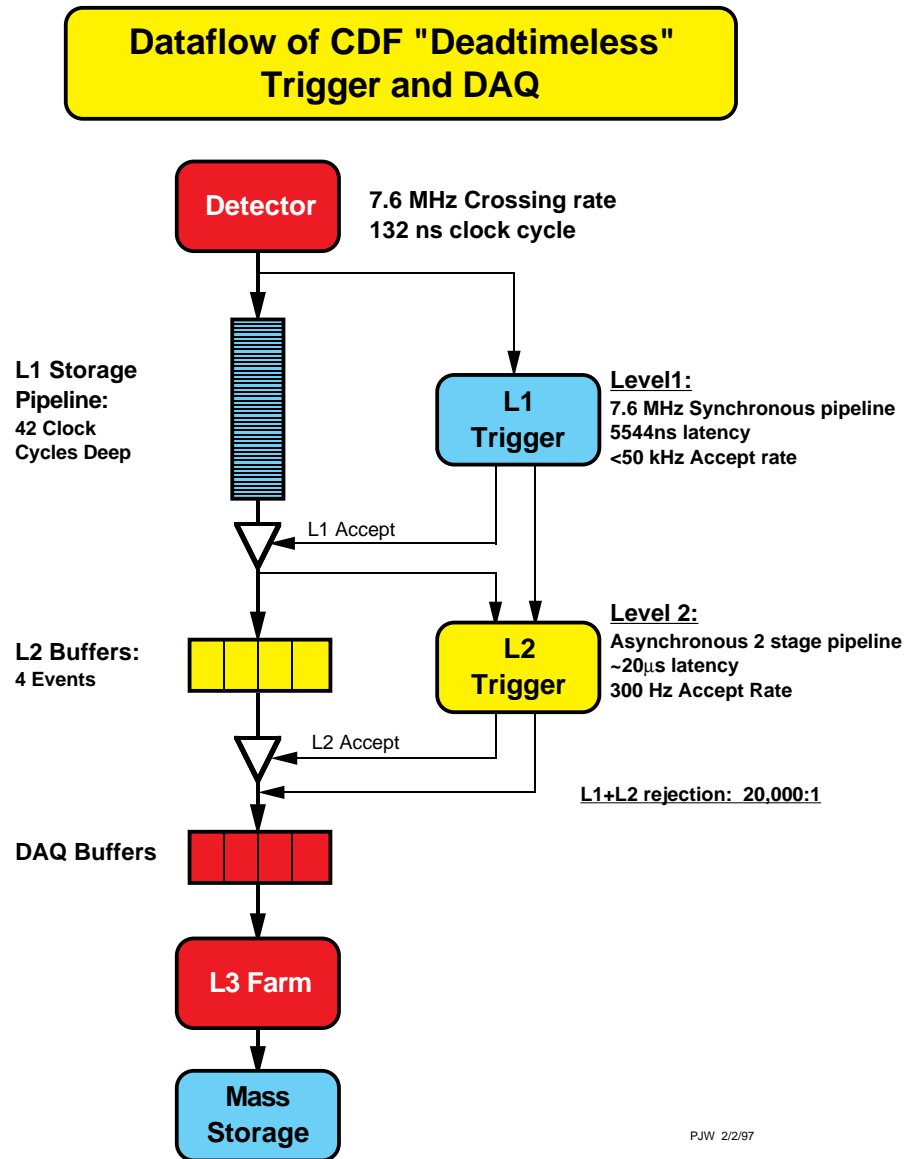 Dataflow of CDF "Deadtimeless"
Trigger and DAQ
Detector
7.6 MHz Crossing rate
132 ns clock cycle
L1 Storage
Pipeline:
42 Clock
Cycles Deep
L1
Trigger
Level1:
7.6 MHz Synchronous pipeline
5544ns latency
<50 kHz Accept rate
L1 Accept
L2 Buffers:
4 Events
L2
Trigger
Level 2:
Asynchronous 2 stage pipeline
~20μs latency
300 Hz Accept Rate
L2 Accept
L1+L2 rejection: 20,000:1
DAQ Buffers
L3 Farm
Mass
Storage
PJW 2/2/97